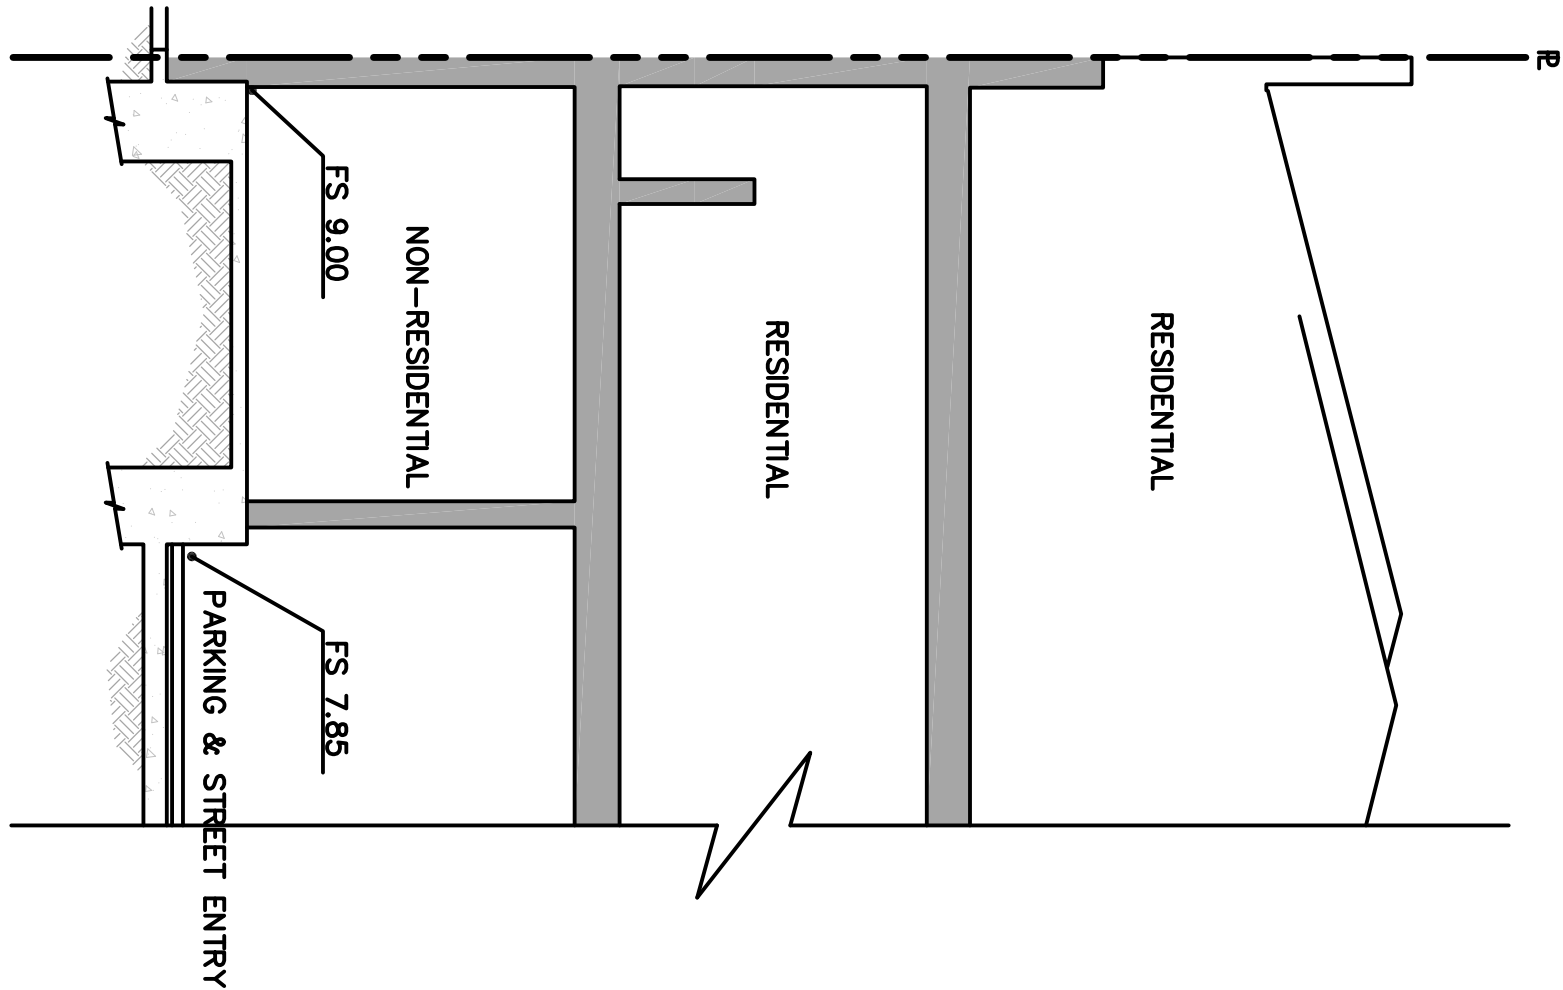 PL
RESIDENTIAL
RESIDENTIAL
NON-RESIDENTIAL
FS 9.00
FS 7.85
PARKING & STREET ENTRY